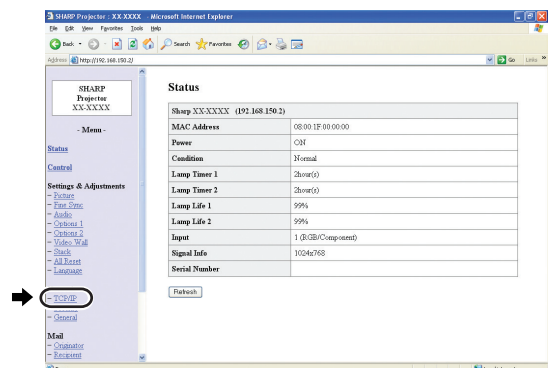 SHARP Projector : XX-XXXX - Microsoft Internet Explorer
File Edit View Favorites Tools Help
Back Search Favorites
Address http://192.168.150.2/ Go Links »
SHARP
Projector
XX-XXXX
- Menu -
Status
Control
Settings & Adjustments
- Picture
- Fine Sync
- Audio
- Options 1
- Options 2
- Video Wall
- Stack
- All Reset
- Language
- TCP/IP
- General
Mail
- Originator
- Recipient
Status
Sharp XX-XXXX (192.168.150.2)
MAC Address 08:00:1F:00:00:00
Power ON
Condition Normal
Lamp Timer 1 2hour(s)
Lamp Timer 2 2hour(s)
Lamp Life 1 99%
Lamp Life 2 99%
Input 1 (RGB/Component)
Signal Info 1024x768
Serial Number
Refresh